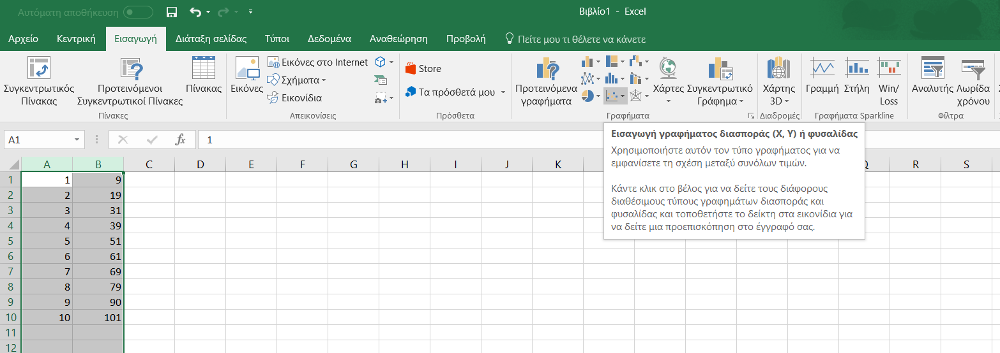 Αυτόματη αποθήκευση
Βιβλίο1 - Excel
Αρχείο Κεντρική Εισαγωγή Διάταξη σελίδας Τύποι Δεδομένα Αναθεώρηση Προβολή Πείτε μου τι θέλετε να κάνετε
Συγκεντρωτικός
Πίνακας
Προτεινόμενοι
Συγκεντρωτικοί Πίνακες
Πίνακας
Πίνακες
Εικόνες
Εικόνες στο Internet
Σχήματα
Εικονίδια
Απεικονίσεις
Store
Τα πρόσθετά μου
Πρόσθετα
Προτεινόμενα
γραφήματα
Χάρτες
Συγκεντρωτικό
Γράφημα
Γραφήματα
Χάρτης
3D
Διαδρομές
Γραμμή
Στήλη
Win/
Loss
Γραφήματα Sparkline
Αναλυτής
Λωρίδα
χρόνου
Φίλτρα
A1
fx
1
Εισαγωγή γραφήματος διασποράς (X, Y) ή φυσαλίδας
Χρησιμοποιήστε αυτόν τον τύπο γραφήματος για να
εμφανίσετε τη σχέση μεταξύ συνόλων τιμών.
Κάντε κλικ στο βέλος για να δείτε τους διάφορους
διαθέσιμους τύπους γραφημάτων διασποράς και
φυσαλίδας και τοποθετήστε το δείκτη στα εικονίδια για
να δείτε μια προεπισκόπηση στο έγγραφό σας.
A B C D E F G H I J K Q R S
1 1 9
2 2 19
3 3 31
4 4 39
5 5 51
6 6 61
7 7 69
8 8 79
9 9 90
10 10 101
11
12